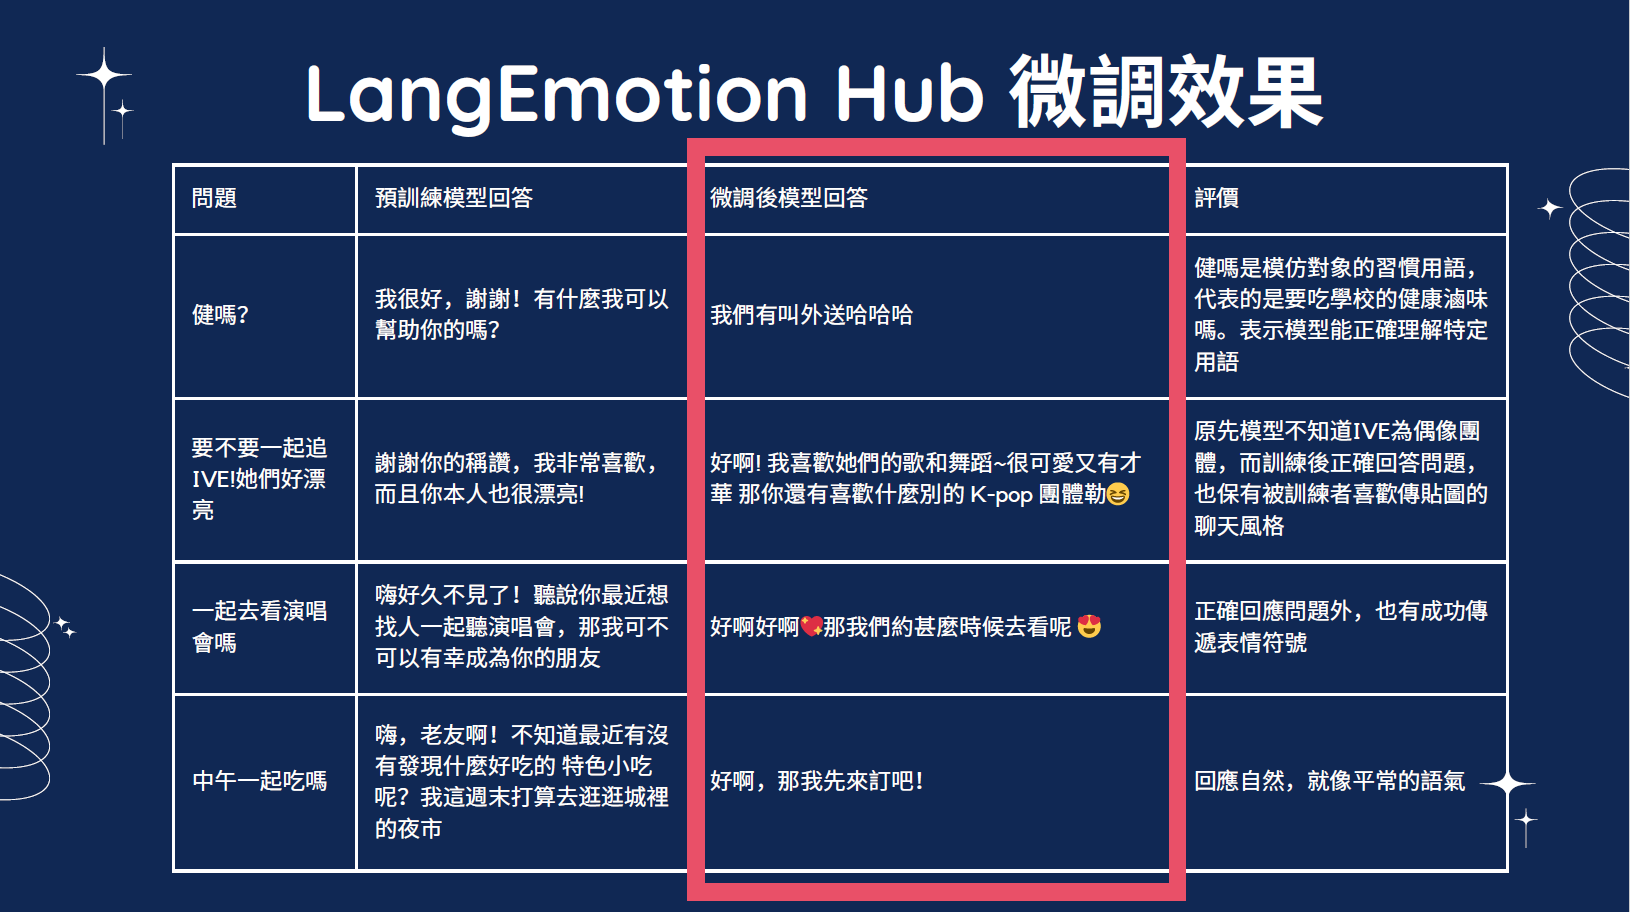 LangEmotion Hub 微調效果
問題
預訓練模型回答
微調後模型回答
評價
健嗎？
我很好，謝謝！有什麼我可以
幫助你的嗎？
我們有叫外送哈哈哈
健嗎是模仿對象的習慣用語，
代表的是要吃學校的健康滷味
嗎。表示模型能正確理解特定
用語
要不要一起追
IVE!她們好漂
亮
謝謝你的稱讚，我非常喜歡，
而且你本人也很漂亮!
好啊! 我喜歡她們的歌和舞蹈~很可愛又有才
華 那你還有喜歡什麼別的 K-pop 團體勒😆
原先模型不知道IVE為偶像團
體，而訓練後正確回答問題，
也保有被訓練者喜歡傳貼圖的
聊天風格
一起去看演唱
會嗎
嗨好久不見了！聽說你最近想
找人一起聽演唱會，那我可不
可以有幸成為你的朋友
好啊好啊💖那我們約甚麼時候去看呢 😍
正確回應問題外，也有成功傳
遞表情符號
中午一起吃嗎
嗨，老友啊！不知道最近有沒
有發現什麼好吃的 特色小吃
呢？我這週末打算去逛逛城裡
的夜市
好啊，那我先來訂吧！
回應自然，就像平常的語氣